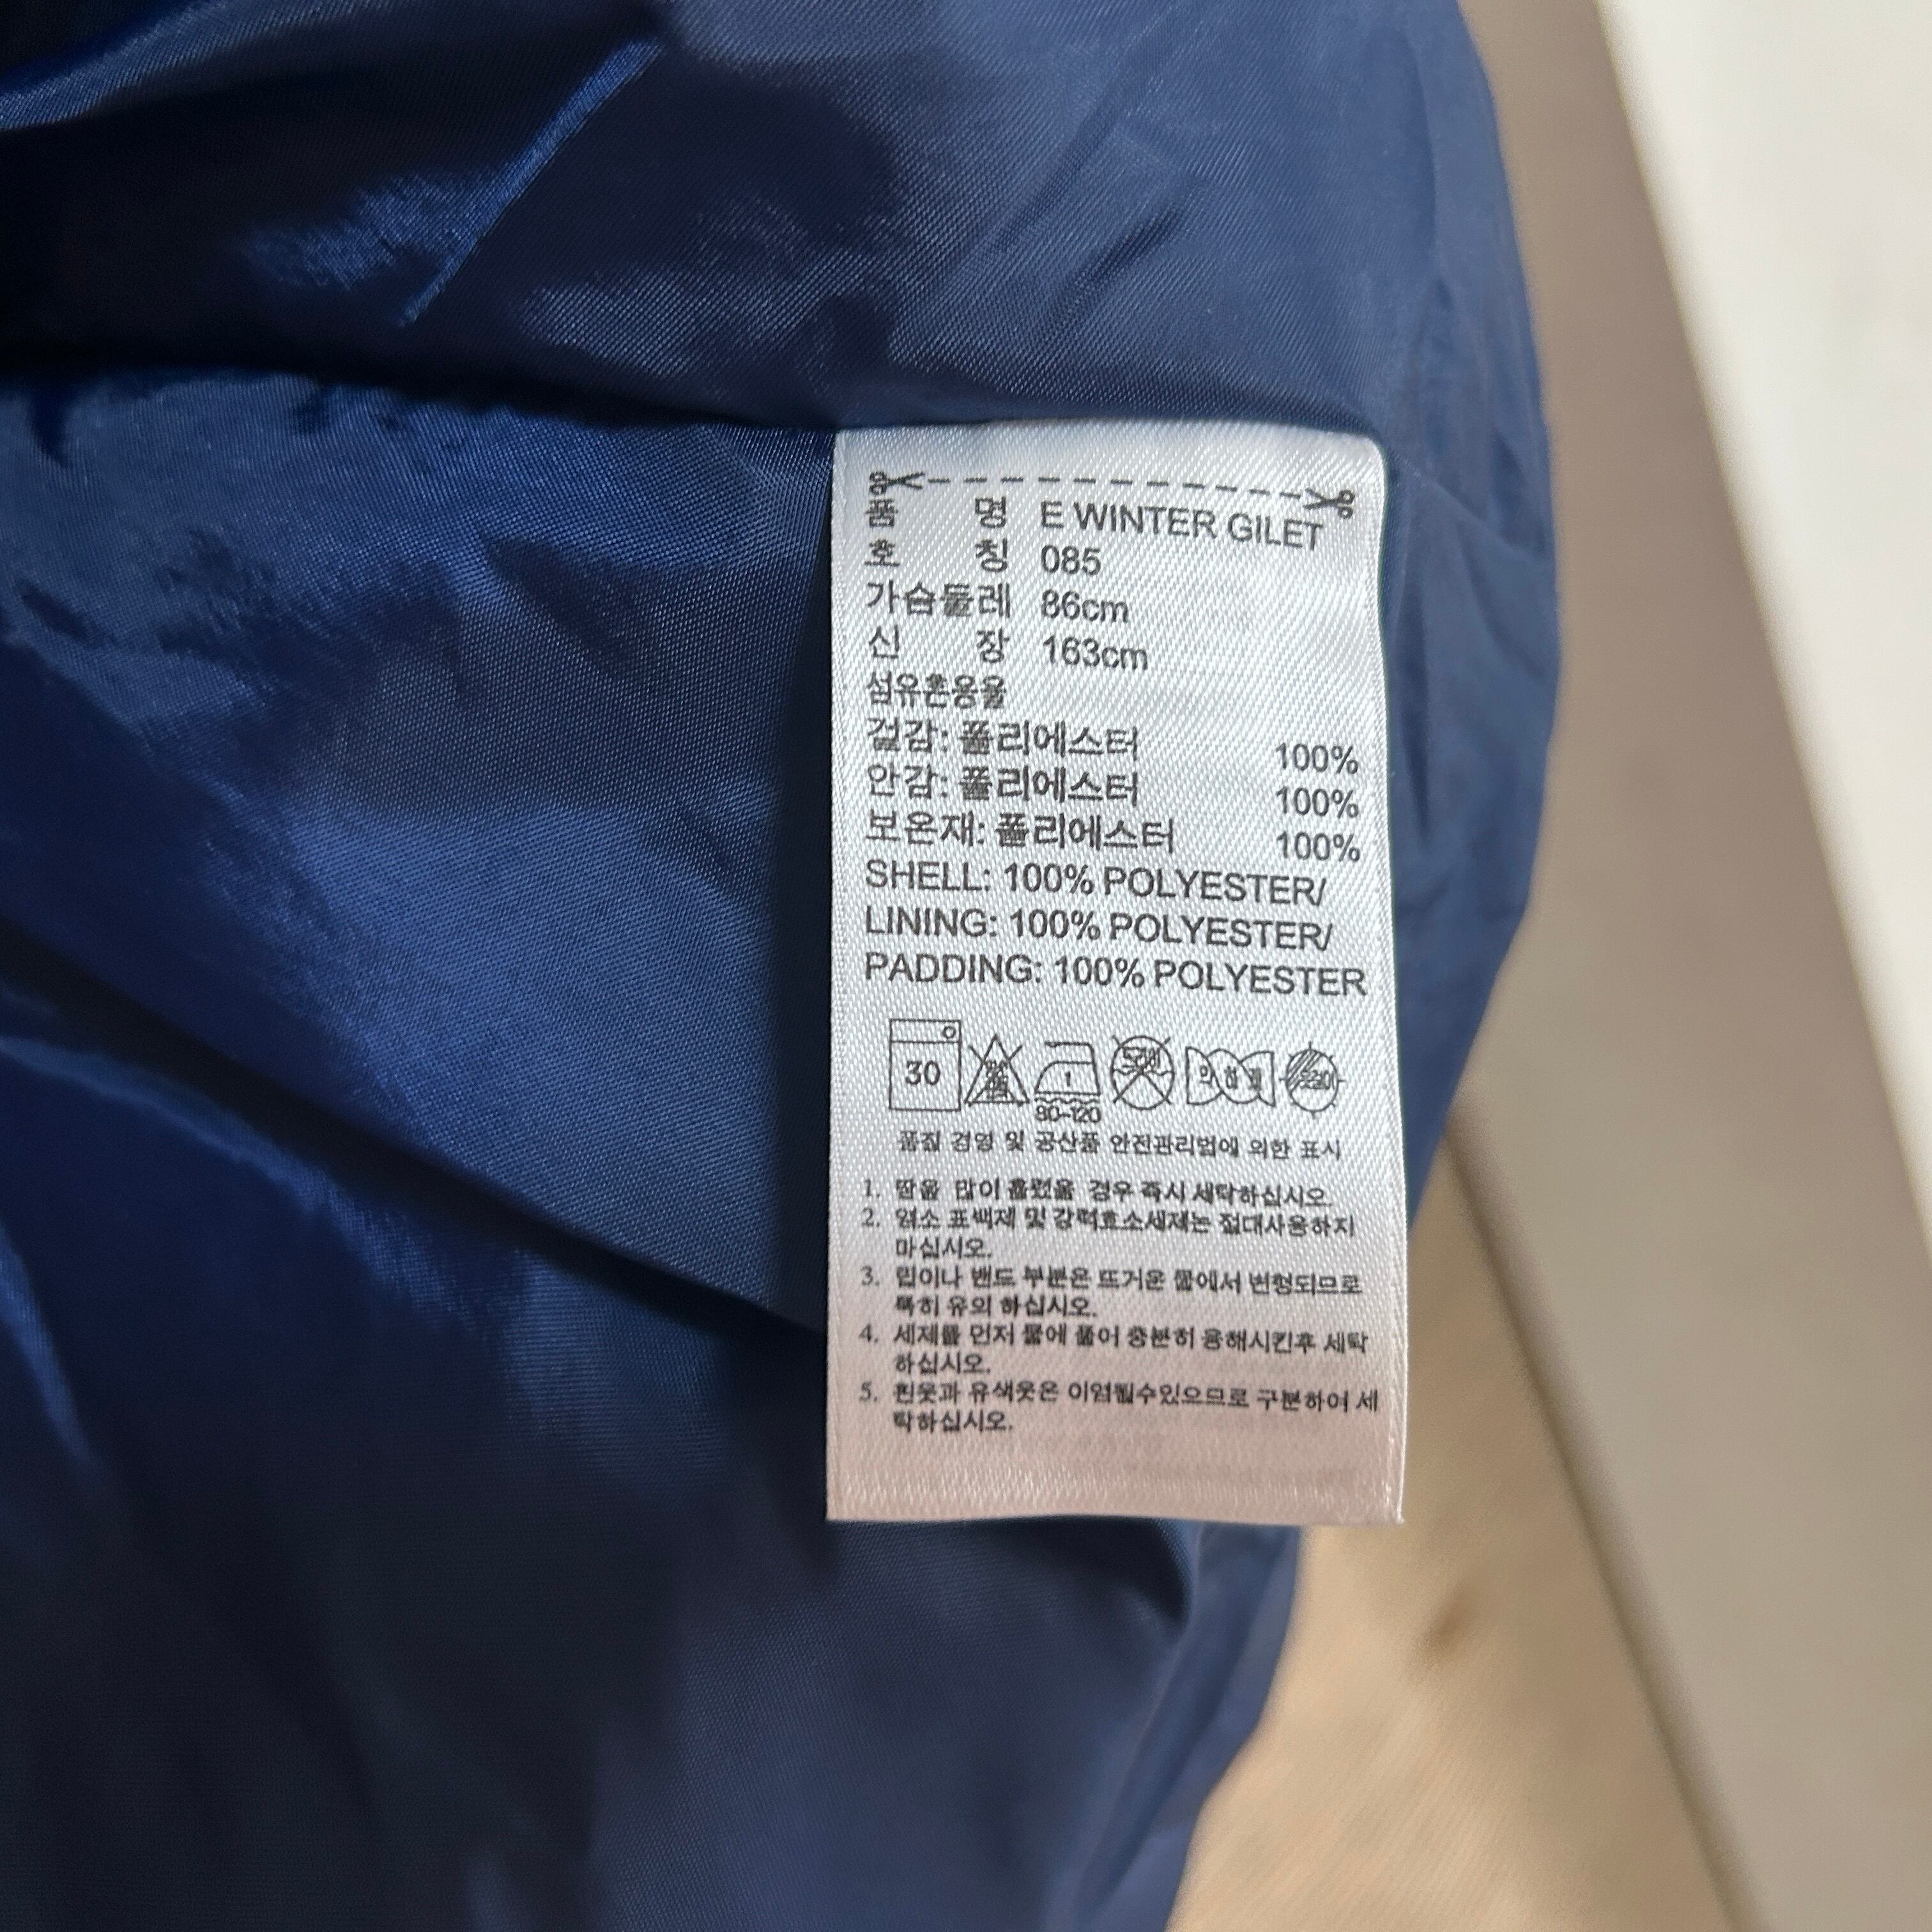 품 명 E WINTER GILET
호 칭 085
가슴둘레 86cm
신 장 163cm
섬유혼용율
겉감: 폴리에스터 100%
안감: 폴리에스터 100%
보온재: 폴리에스터 100%
SHELL: 100% POLYESTER/
LINING: 100% POLYESTER/
PADDING: 100% POLYESTER
30 1 약하게
80-120
품질 경영 및 공산품 안전관리법에 의한 표시
1. 땀을 많이 흘렸을 경우 즉시 세탁하십시오.
2. 염소 표백제 및 강력효소세제는 절대사용하지
마십시오.
3. 립이나 밴드 부분은 뜨거운 물에서 변형되므로
특히 유의 하십시오.
4. 세제를 먼저 물에 풀어 충분히 용해시킨후 세탁
하십시오.
5. 흰옷과 유색옷은 이염될수있으므로 구분하여 세
탁하십시오.